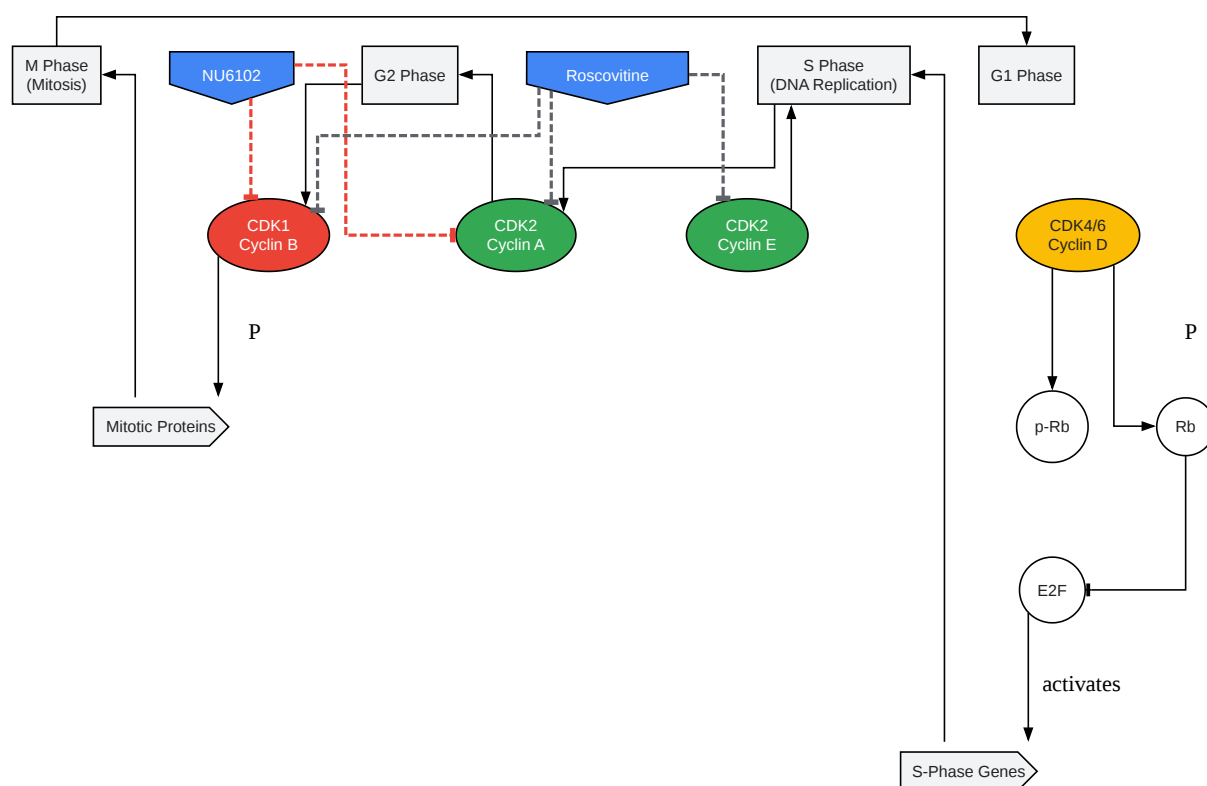 M Phase
(Mitosis)
NU6102
G2 Phase
Roscovitine
S Phase
(DNA Replication)
G1 Phase
CDK1
Cyclin B
CDK2
Cyclin A
CDK2
Cyclin E
CDK4/6
Cyclin D
P
P
Mitotic Proteins
p-Rb
Rb
E2F
activates
S-Phase Genes